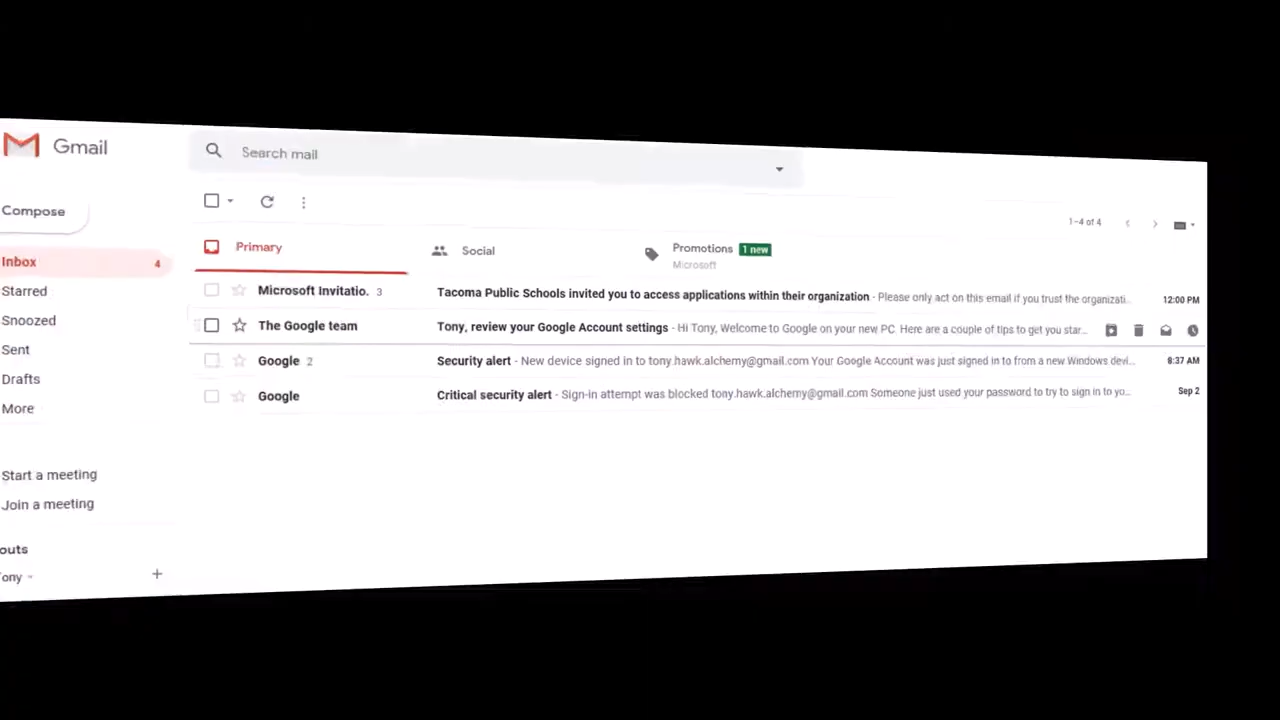 Gmail
Search mail
Compose
1–4 of 4
Inbox 4
Primary
Social
Promotions 1 new
Microsoft
Starred
Snoozed
Sent
Drafts
More
Microsoft Invitatio. 3 Tacoma Public Schools invited you to access applications within their organization - Please only act on this email if you trust the organizati... 12:00 PM
The Google team Tony, review your Google Account settings - Hi Tony, Welcome to Google on your new PC Here are a couple of tips to get you star...
Google 2 Security alert - New device signed in to tony.hawk.alchemy@gmail.com Your Google Account was just signed in to from a new Windows devi... 8:37 AM
Google Critical security alert - Sign-in attempt was blocked tony.hawk.alchemy@gmail.com Someone just used your password to try to sign in to yo... Sep 2
Start a meeting
Join a meeting
outs
ony